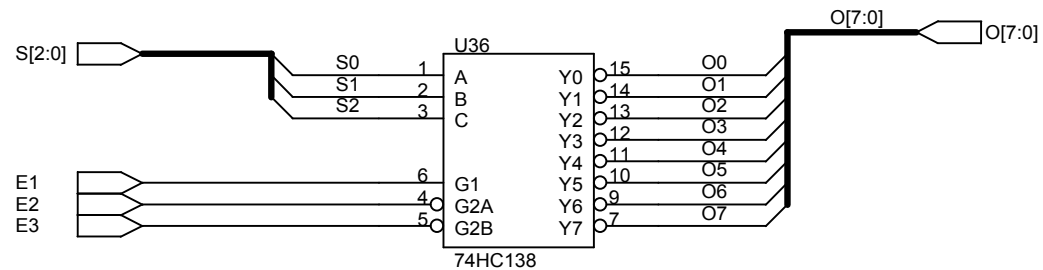 O[7:0]
S[2:0]
U36
O[7:0]
S0
1
A
Y0
15
O0
S1
2
B
Y1
14
O1
S2
3
C
Y2
13
O2
Y3
12
O3
Y4
11
O4
E1
6
G1
Y5
10
O5
E2
4
G2A
Y6
9
O6
E3
5
G2B
Y7
7
O7
74HC138